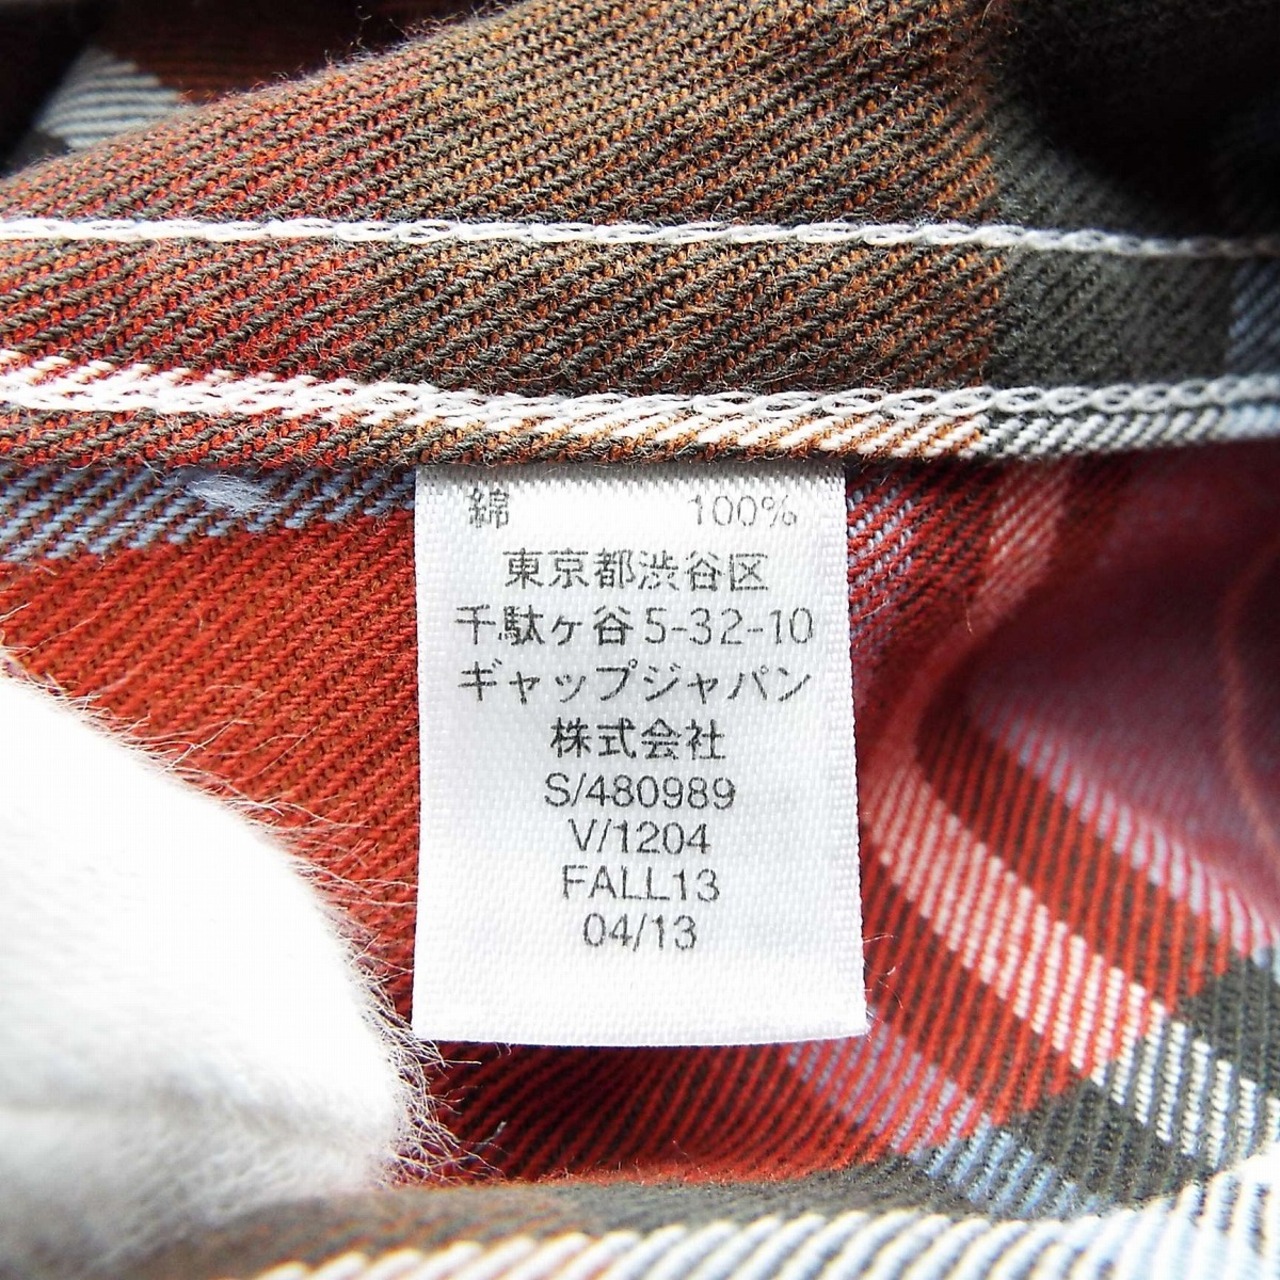 綿 100%
東京都渋谷区
千駄ヶ谷5-32-10
ギャップジャパン
株式会社
S/480989
V/1204
FALL13
04/13